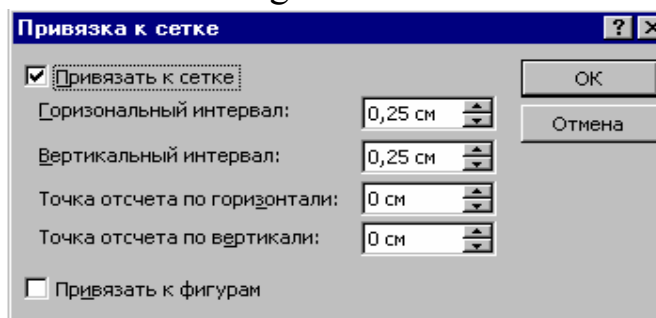 Привязка к сетке
Привязать к сетке
ОК
Горизональный интервал: 0,25 см
Отмена
Вертикальный интервал: 0,25 см
Точка отсчета по горизонтали: 0 см
Точка отсчета по вертикали: 0 см
Привязать к фигурам